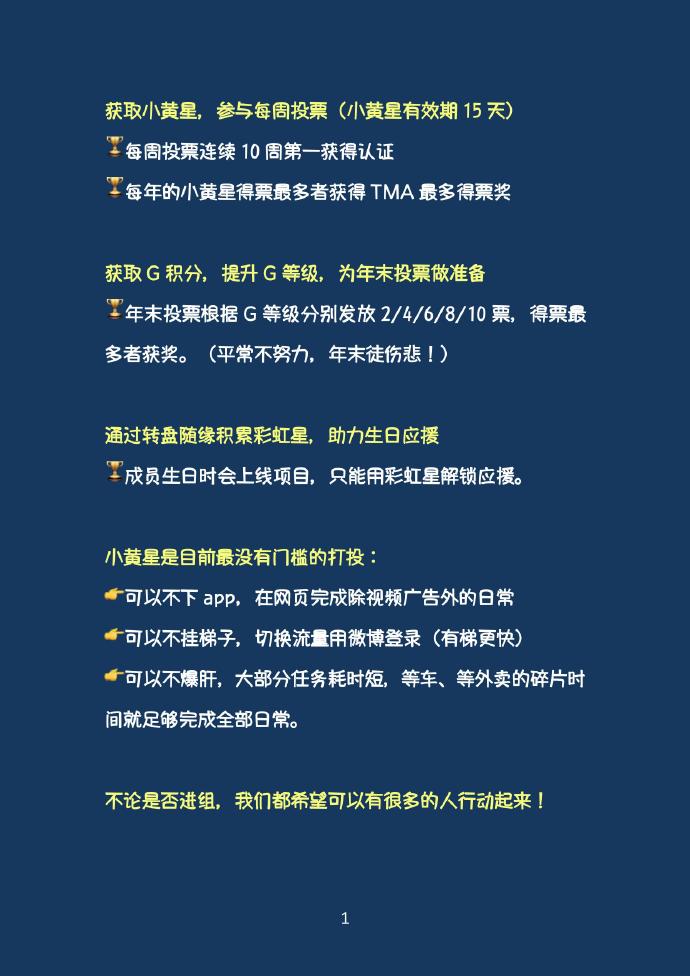 获取小黄星，参与每周投票（小黄星有效期 15 天）
🏆每周投票连续 10 周第一获得认证
🏆每年的小黄星得票最多者获得 TMA 最多得票奖
获取 G 积分，提升 G 等级，为年末投票做准备
🏆年末投票根据 G 等级分别发放 2/4/6/8/10 票，得票最
多者获奖。（平常不努力，年末徒伤悲！）
通过转盘随缘积累彩虹星，助力生日应援
🏆成员生日时会上线项目，只能用彩虹星解锁应援。
小黄星是目前最没有门槛的打投：
👉可以不下 app，在网页完成除视频广告外的日常
👉可以不挂梯子，切换流量用微博登录（有梯更快）
👉可以不爆肝，大部分任务耗时短，等车、等外卖的碎片时
间就足够完成全部日常。
不论是否进组，我们都希望可以有很多的人行动起来！
1